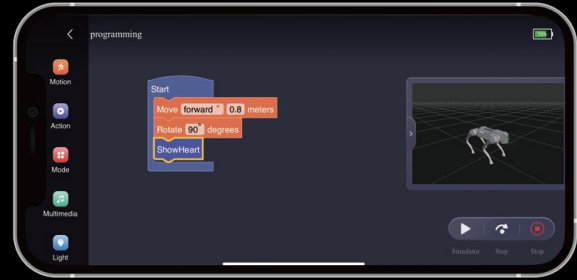 programming
Motion
Action
Mode
Multimedia
Light
Start
Move forward 0.8 meters
Rotate 90° degrees
ShowHeart
Simulator Step Stop